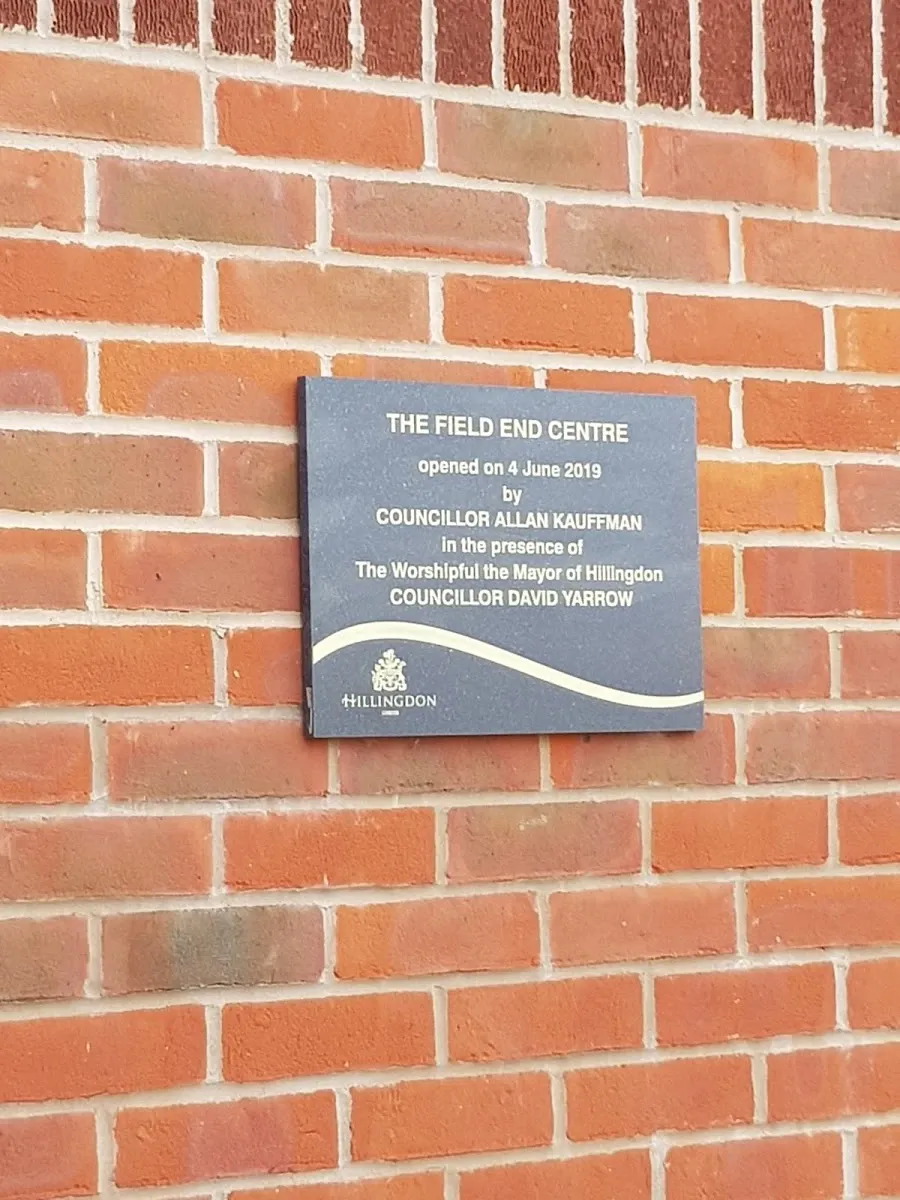 THE FIELD END CENTRE
opened on 4 June 2019
by
COUNCILLOR ALLAN KAUFFMAN
in the presence of
The Worshipful the Mayor of Hillingdon
COUNCILLOR DAVID YARROW
HILLINGDON
LONDON